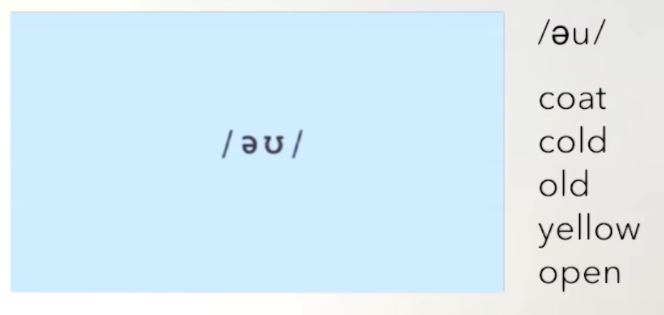 /əʊ/
/əu/
coat
cold
old
yellow
open